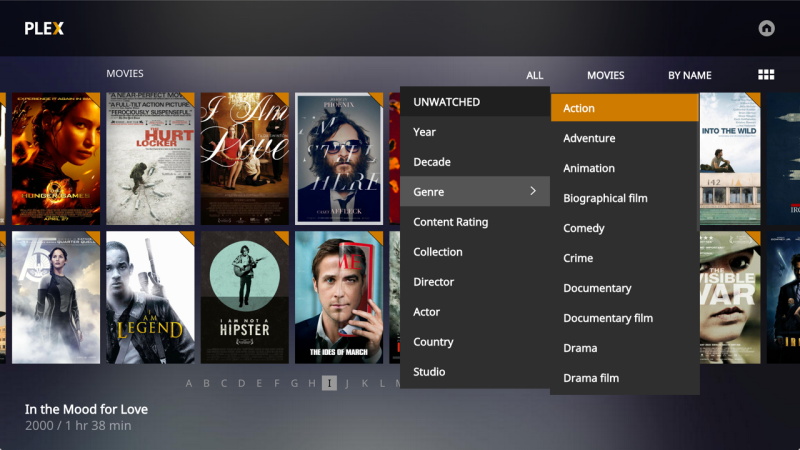 PLEX
MOVIES
ALL
MOVIES
BY NAME
UNWATCHED
Year
Decade
Genre
Content Rating
Collection
Director
Actor
Country
Studio
Action
Adventure
Animation
Biographical film
Comedy
Crime
Documentary
Documentary film
Drama
Drama film
EXPERIENCE IT AGAIN IN
HUNGER GAMES
APRIL 27
A NEAR-PERFECT MOVIE
"A FULL-TILT ACTION PICTURE
"FEROCIOUSLY SUSPENSEFUL"
HURT
LOCKER
I Am
Love
PHOENIX
I'M STILL
HERE
CASEY AFFLECK
INTO THE WILD
I AM
LEGEND
I AM NOT A
HIPSTER
THE IDES OF MARCH
THE
WAR
A B C D E F G H I J K L
In the Mood for Love
2000 / 1 hr 38 min